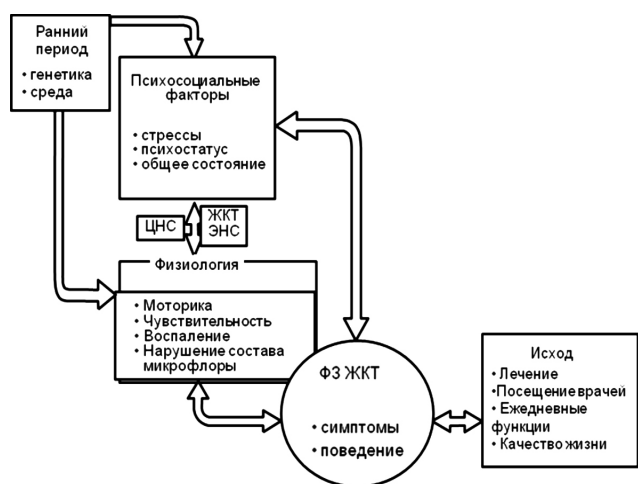 Ранний
период
• генетика
• среда
Психосоциальные
факторы
• стрессы
• психостатус
• общее состояние
ЦНС
ЖКТ
ЭНС
Физиология
• Моторика
• Чувствительность
• Воспаление
• Нарушение состава
микрофлоры
ФЗ ЖКТ
• симптомы
• поведение
Исход
• Лечение
•Посещение врачей
• Ежедневные
функции
• Качество жизни